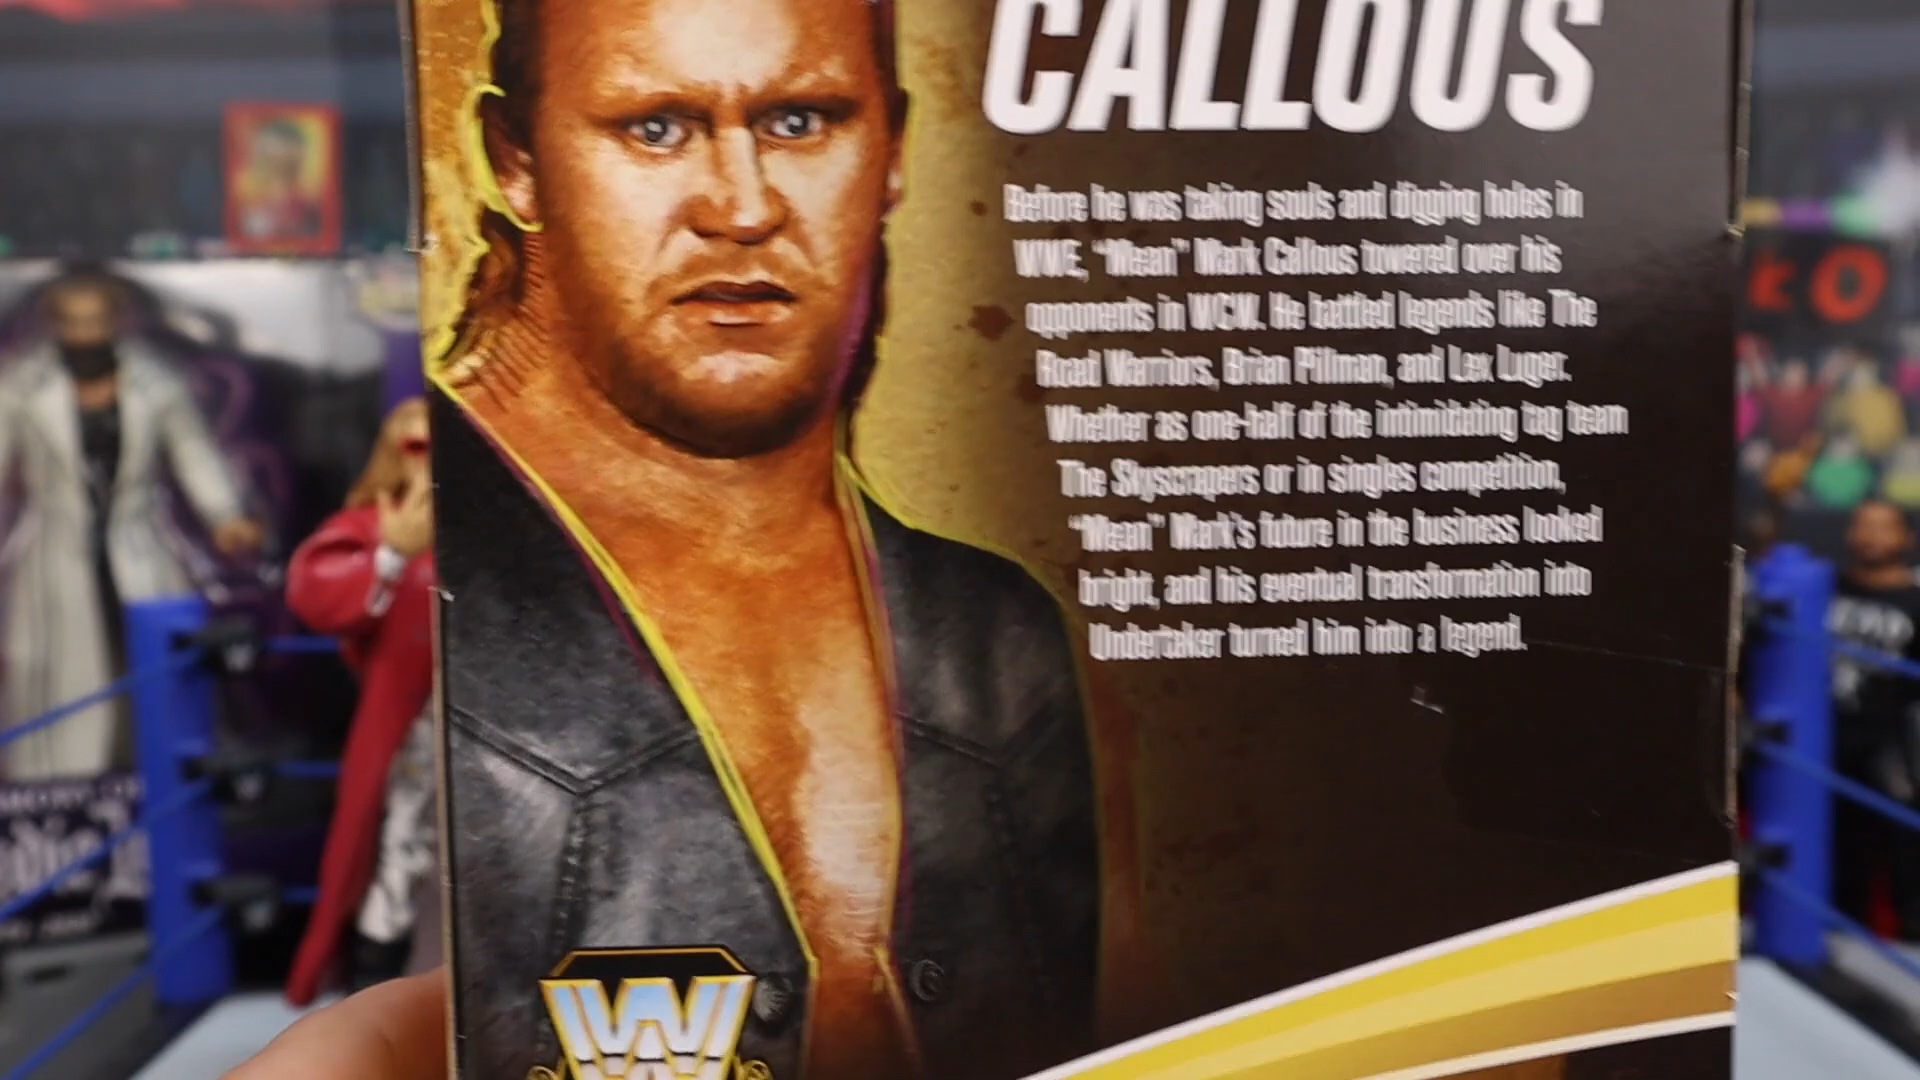 CALLOUS
Before he was taking souls and digging holes in
WWE, "Mean" Mark Callous towered over his
opponents in WCW. He battled legends like The
Road Warriors, Brian Pillman, and Lex Luger.
Whether as one-half of the intimidating tag team
The Skyscrapers or in singles competition,
"Mean" Mark's future in the business looked
bright, and his eventual transformation into
Undertaker turned him into a legend.